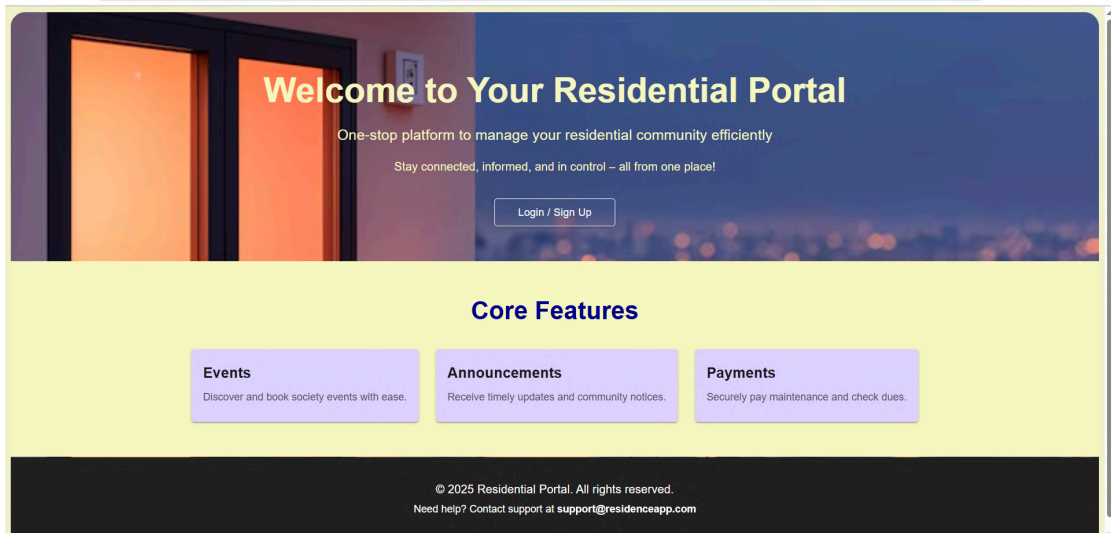 Welcome to Your Residential Portal
One-stop platform to manage your residential community efficiently
Stay connected, informed, and in control – all from one place!
Login / Sign Up
Core Features
Events
Discover and book society events with ease.
Announcements
Receive timely updates and community notices.
Payments
Securely pay maintenance and check dues.
© 2025 Residential Portal. All rights reserved.
Need help? Contact support at support@residenceapp.com